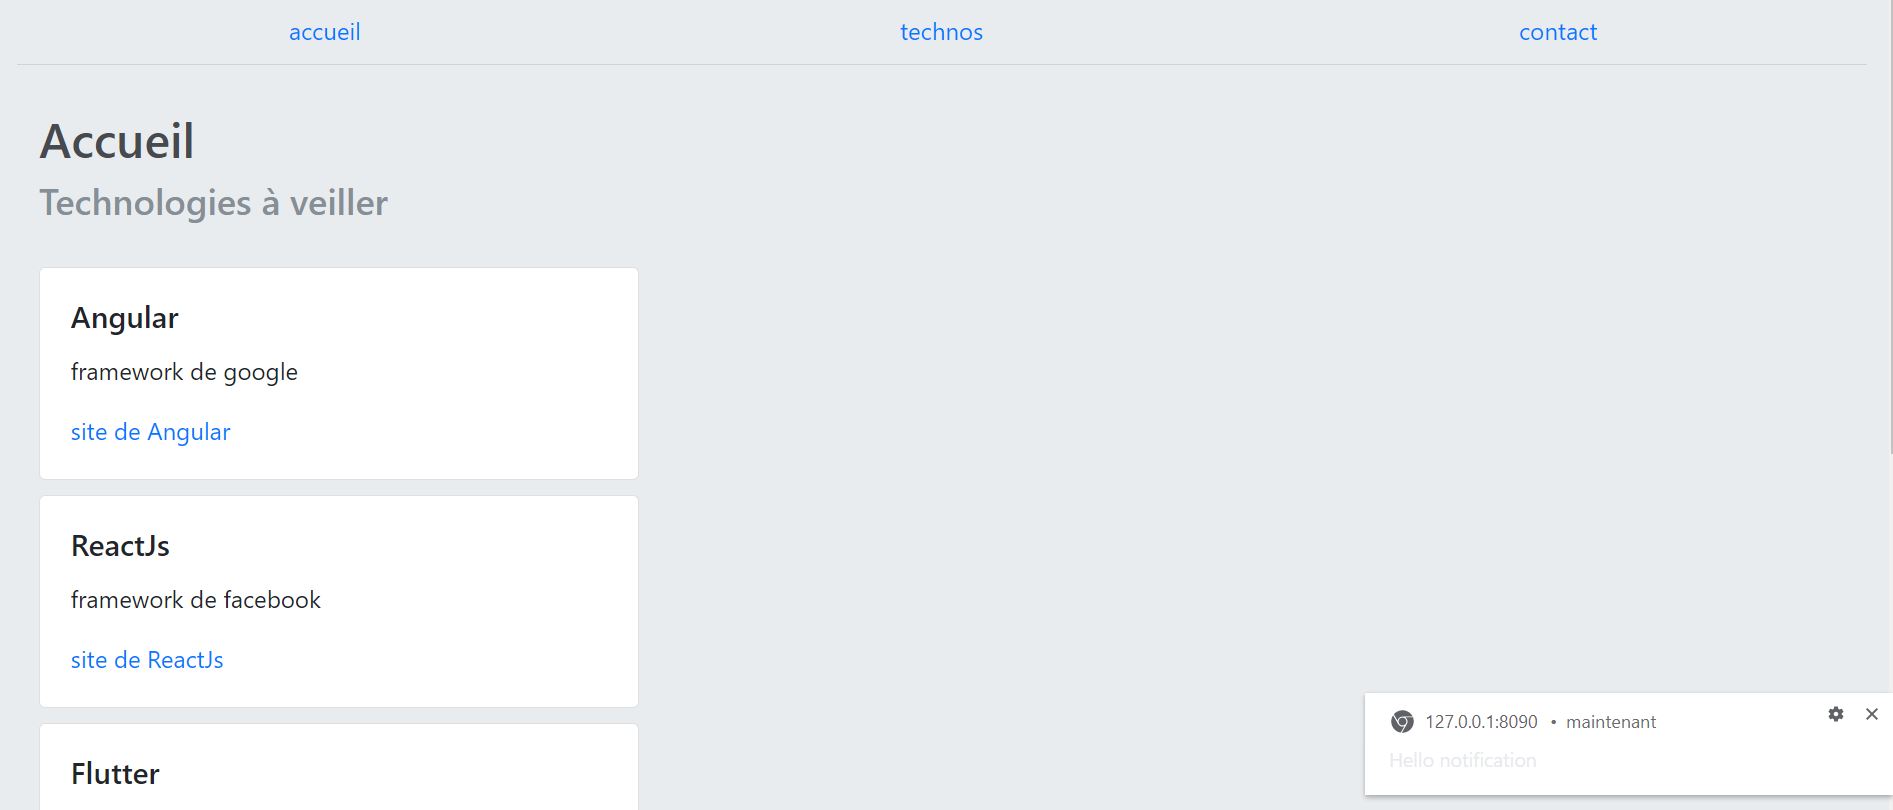 accueil technos contact
Accueil
Technologies à veiller
Angular
framework de google
site de Angular
ReactJs
framework de facebook
site de ReactJs
Flutter
127.0.0.1:8090 • maintenant
Hello notification